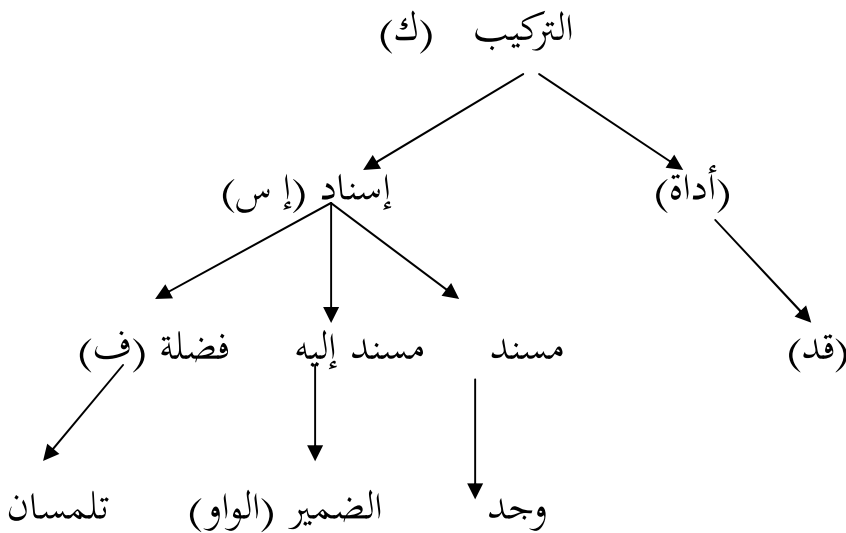 التركيب (ك)
(أداة) إسناد (إ س)
(قد) مسند مسند إليه فضلة (ف)
وجد الضمير (الواو) تلمسان